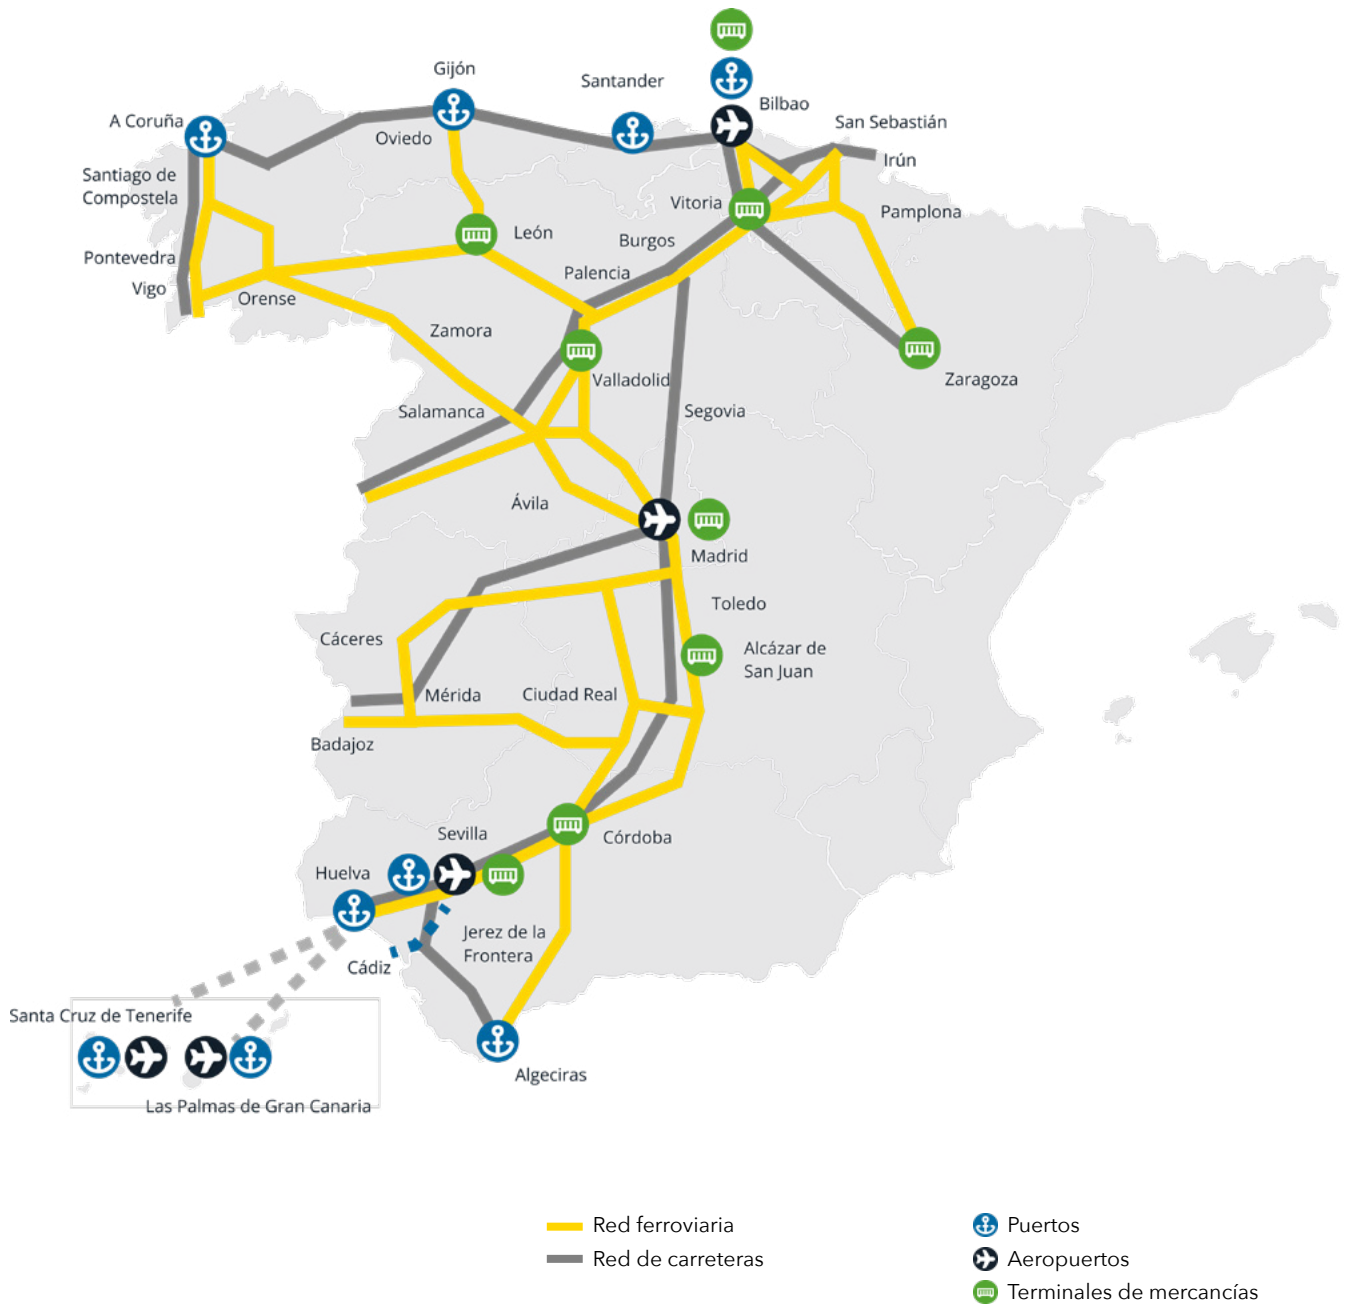 Gijón
Santander
Bilbao
A Coruña
Oviedo
San Sebastián
Irún
Santiago de
Compostela
Vitoria
Pamplona
León
Burgos
Pontevedra
Palencia
Vigo
Orense
Zamora
Valladolid
Zaragoza
Salamanca
Segovia
Ávila
Madrid
Toledo
Cáceres
Alcázar de
San Juan
Mérida
Ciudad Real
Badajoz
Sevilla
Córdoba
Huelva
Jerez de la
Frontera
Cádiz
Santa Cruz de Tenerife
Algeciras
Las Palmas de Gran Canaria
Red ferroviaria
Red de carreteras
Puertos
Aeropuertos
Terminales de mercancías